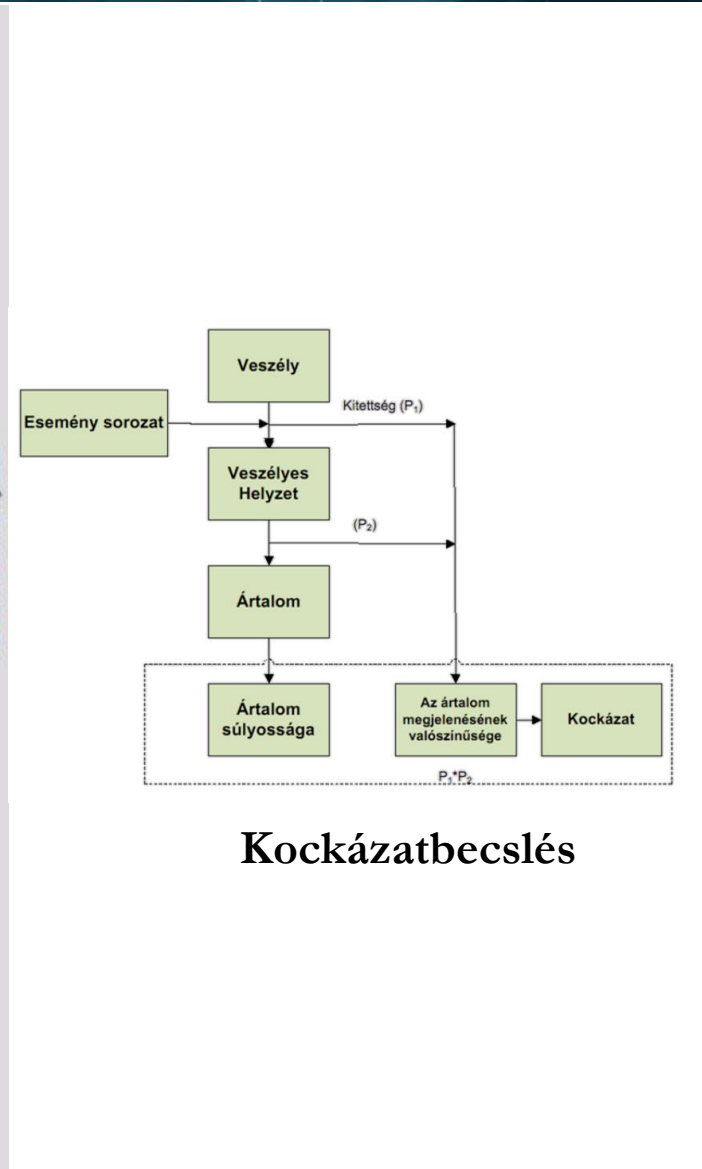 Veszély
Kitettség (P₁)
Esemény sorozat
Veszélyes
Helyzet
(P₂)
Ártalom
Ártalom
súlyossága
Az ártalom
megjelenésének
valószínűsége
Kockázat
P₁*P₂
Kockázatbecslés